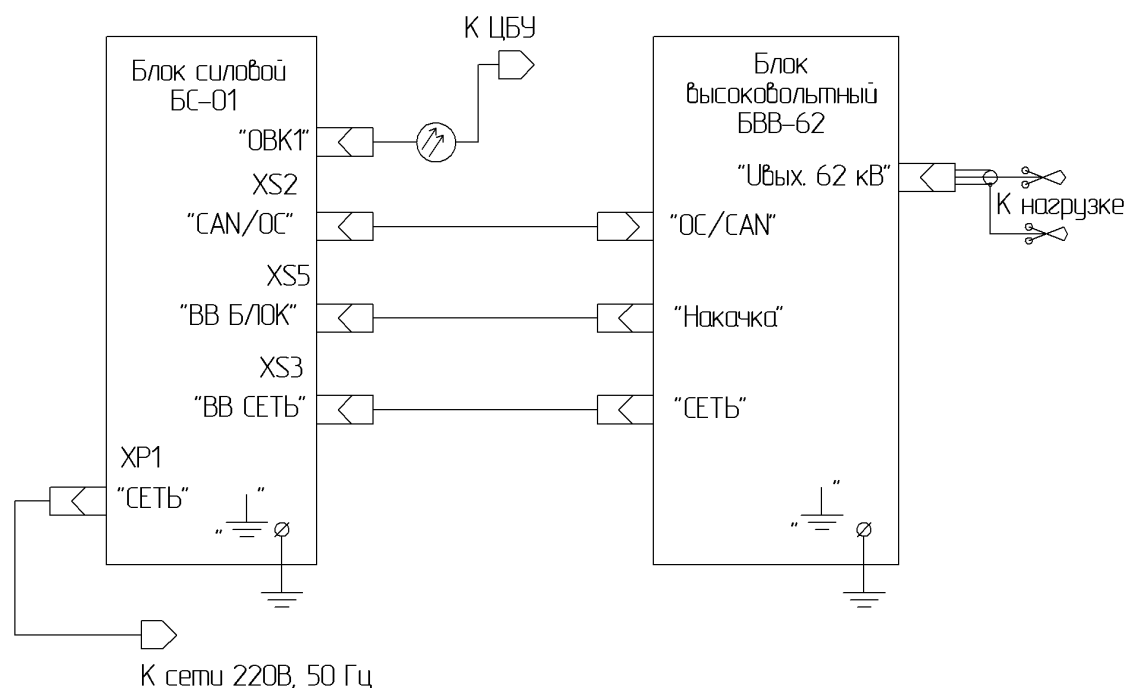 К ЦБУ
Блок силовой
БС-01
"ОВК1"
XS2
"CAN/ОС"
XS5
"ВВ БЛОК"
XS3
"ВВ СЕТЬ"
XP1
"СЕТЬ"
" "
Блок
высоковольтный
БВВ-62
"Uвых. 62 кВ"
К нагрузке
"ОС/CAN"
"Накачка"
"СЕТЬ"
" "
К сети 220В, 50 Гц